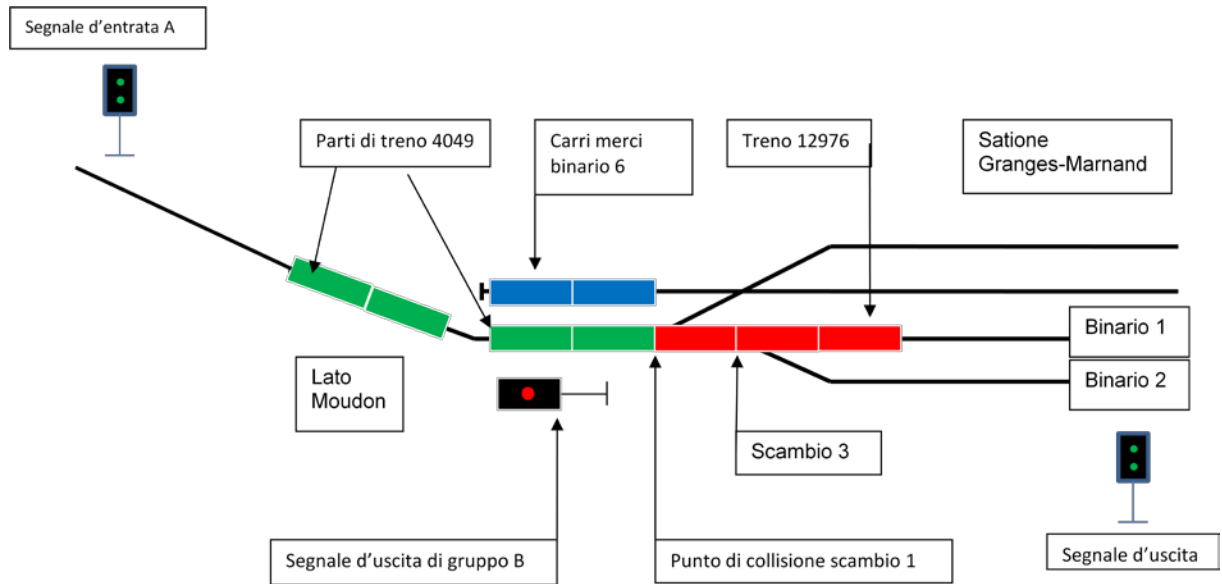 Segnale d’entrata A
Parti di treno 4049
Carri merci
binario 6
Treno 12976
Satione
Granges-Marnand
Binario 1
Binario 2
Lato
Moudon
Scambio 3
Segnale d’uscita di gruppo B
Punto di collisione scambio 1
Segnale d’uscita